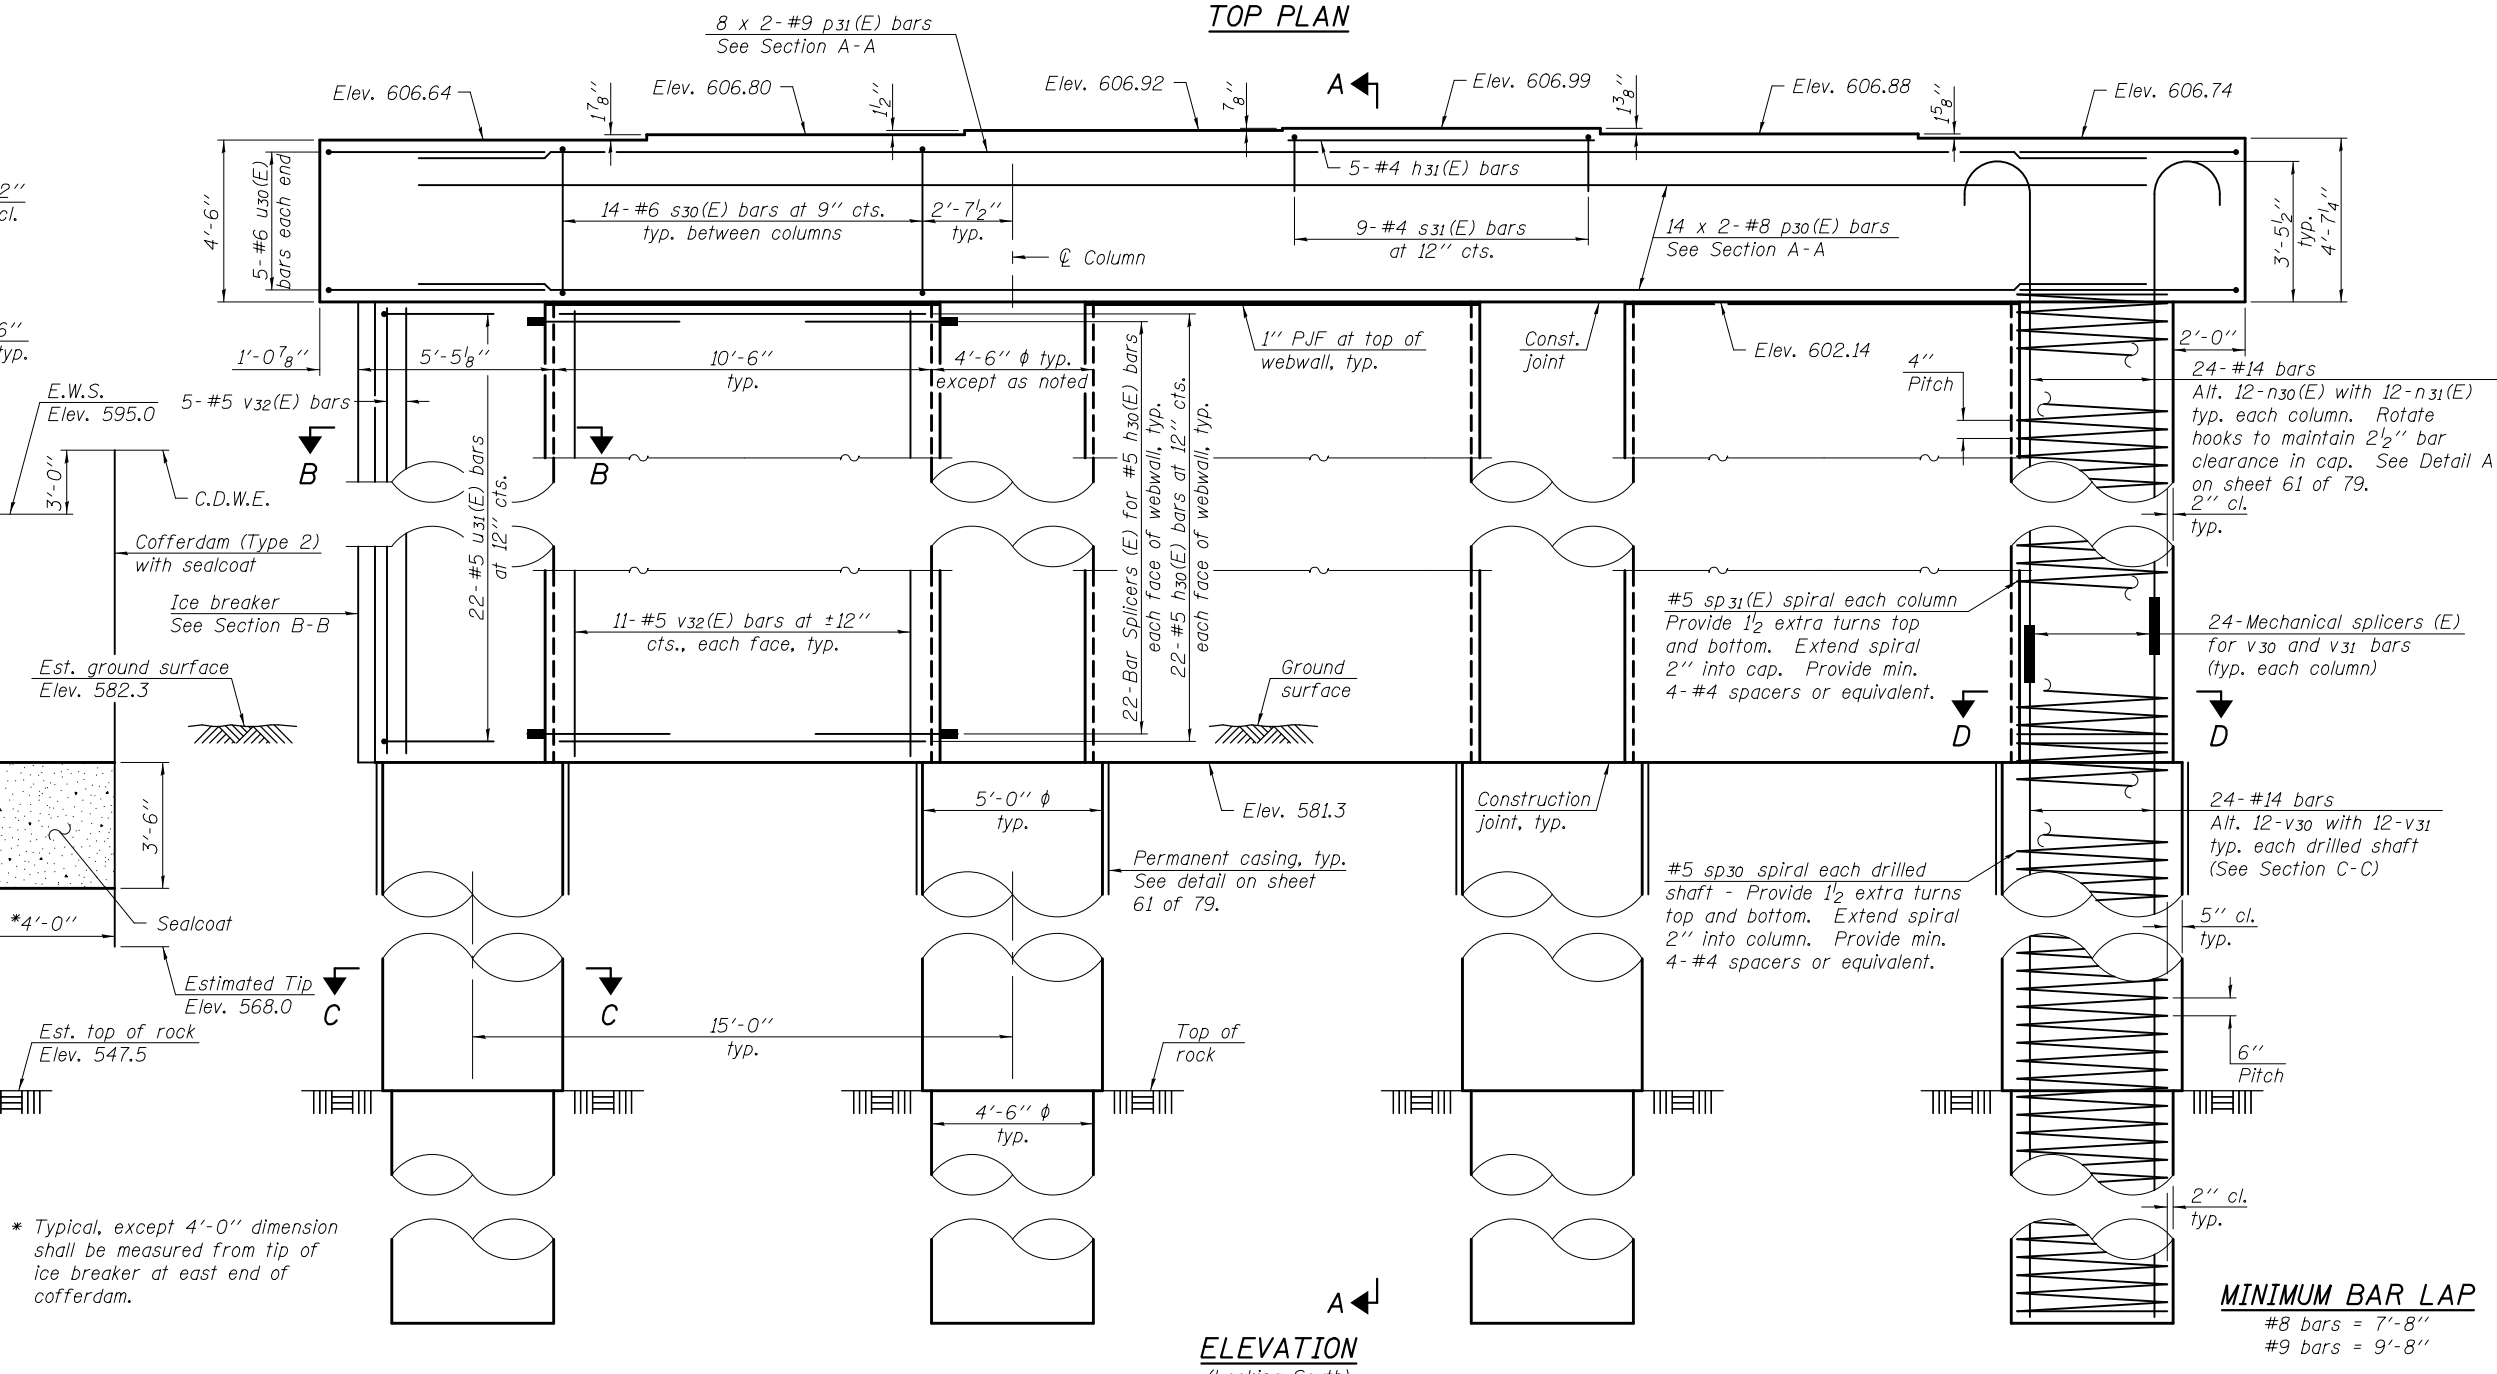 TOP PLAN
8 x 2-#9 p31(E) bars
See Section A-A
Elev. 606.64
1 7/8"
Elev. 606.80
1 1/2"
Elev. 606.92
7/8"
A
Elev. 606.99
1 3/8"
Elev. 606.88
1 5/8"
Elev. 606.74
2"
cl.
6"
typ.
4'-6"
5-#6 u30(E)
bars each end
14-#6 s30(E) bars at 9" cts.
typ. between columns
2'-7 1/2"
typ.
℄ Column
5-#4 h31(E) bars
9-#4 s31(E) bars
at 12" cts.
14 x 2-#8 p30(E) bars
See Section A-A
3'-5 1/2"
typ.
4'-7 1/4"
1'-0 7/8"
5'-5 1/8"
10'-6"
typ.
4'-6" ϕ typ.
except as noted
1" PJF at top of
webwall, typ.
Const.
joint
Elev. 602.14
4"
Pitch
2'-0"
24-#14 bars
Alt. 12-n30(E) with 12-n31(E)
typ. each column. Rotate
hooks to maintain 2 1/2" bar
clearance in cap. See Detail A
on sheet 61 of 79.
2" cl.
typ.
E.W.S.
Elev. 595.0
3'-0"
C.D.W.E.
5-#5 v32(E) bars
B
B
22-#5 u31(E) bars
at 12" cts.
22-Bar Splicers (E) for #5 h30(E) bars
each face of webwall, typ.
22-#5 h30(E) bars at 12" cts.
each face of webwall, typ.
Cofferdam (Type 2)
with sealcoat
Ice breaker
See Section B-B
11-#5 v32(E) bars at ±12"
cts., each face, typ.
Est. ground surface
Elev. 582.3
Ground
surface
#5 sp31(E) spiral each column
Provide 1 1/2 extra turns top
and bottom. Extend spiral
2" into cap. Provide min.
4-#4 spacers or equivalent.
24-Mechanical splicers (E)
for v30 and v31 bars
(typ. each column)
D
D
3'-6"
5'-0" ϕ
typ.
Elev. 581.3
Construction
joint, typ.
24-#14 bars
Alt. 12-v30 with 12-v31
typ. each drilled shaft
(See Section C-C)
Permanent casing, typ.
See detail on sheet
61 of 79.
#5 sp30 spiral each drilled
shaft - Provide 1 1/2 extra turns
top and bottom. Extend spiral
2" into column. Provide min.
4-#4 spacers or equivalent.
5" cl.
typ.
*4'-0"
Sealcoat
Estimated Tip
Elev. 568.0
C
C
Est. top of rock
Elev. 547.5
15'-0"
typ.
Top of
rock
6"
Pitch
4'-6" ϕ
typ.
2" cl.
typ.
* Typical, except 4'-0" dimension
shall be measured from tip of
ice breaker at east end of
cofferdam.
A
MINIMUM BAR LAP
#8 bars = 7'-8"
#9 bars = 9'-8"
ELEVATION
(Looking South)